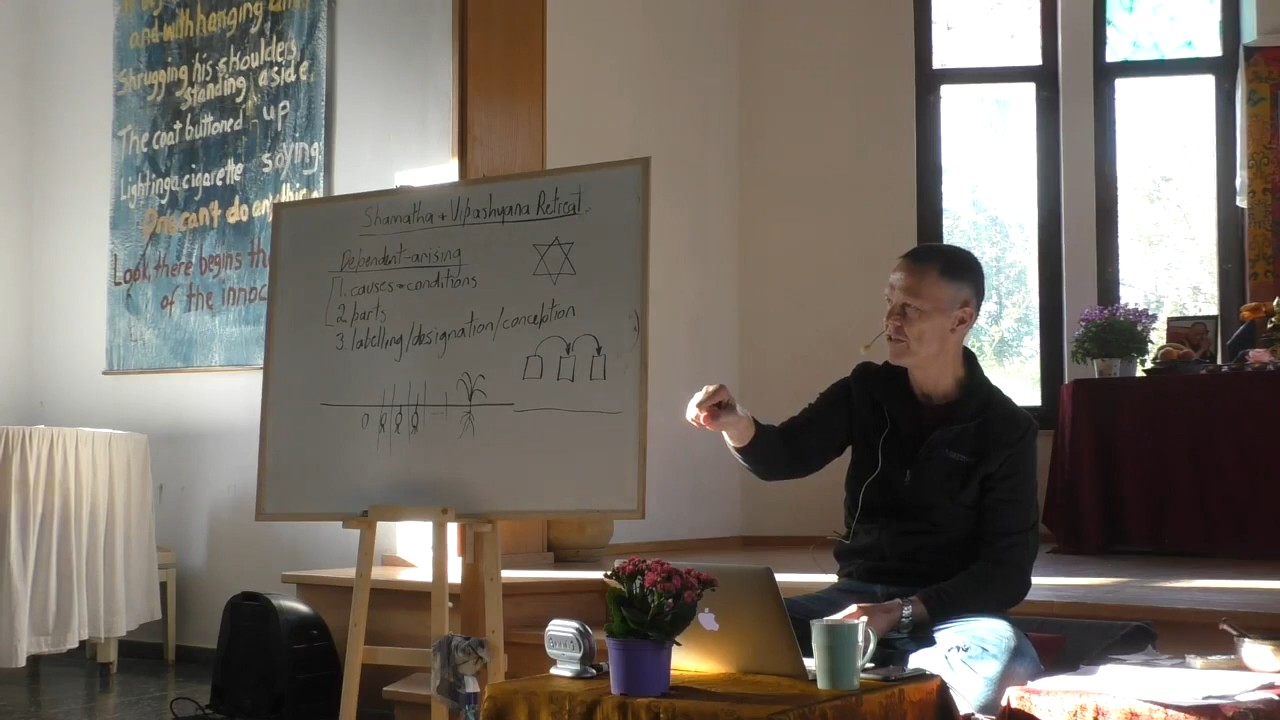 and with hanging
Shrugging his shoulders
standing aside.
The coat buttoned up
Lighting a cigarette saying
One can't do anything
Look, there begins the
of the innoc
Shamatha + Vipashyana Retreat
Dependent-arising
1. causes + conditions
2 parts
3. labelling/designation/conception